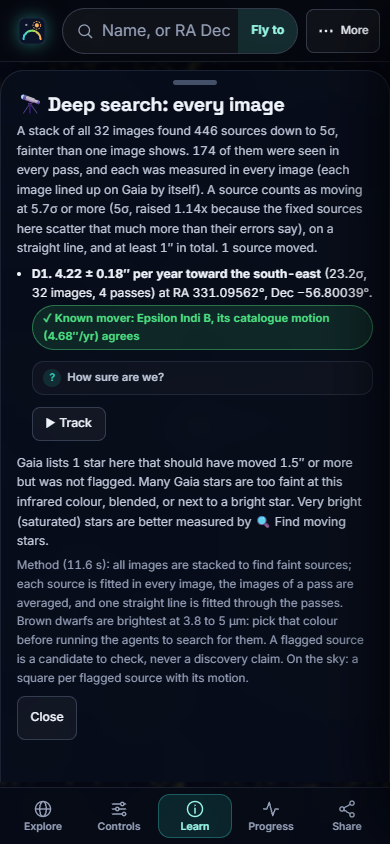 Name, or RA Dec
Fly to
··· More
Deep search: every image
A stack of all 32 images found 446 sources down to 5σ,
fainter than one image shows. 174 of them were seen in
every pass, and each was measured in every image (each
image lined up on Gaia by itself). A source counts as moving
at 5.7σ or more (5σ, raised 1.14x because the fixed sources
here scatter that much more than their errors say), on a
straight line, and at least 1″ in total. 1 source moved.
• D1. 4.22 ± 0.18″ per year toward the south-east (23.2σ,
32 images, 4 passes) at RA 331.09562°, Dec −56.80039°.
✓ Known mover: Epsilon Indi B, its catalogue motion
(4.68″/yr) agrees
? How sure are we?
▶ Track
Gaia lists 1 star here that should have moved 1.5″ or more
but was not flagged. Many Gaia stars are too faint at this
infrared colour, blended, or next to a bright star. Very bright
(saturated) stars are better measured by 🔍 Find moving
stars.
Method (11.6 s): all images are stacked to find faint sources;
each source is fitted in every image, the images of a pass are
averaged, and one straight line is fitted through the passes.
Brown dwarfs are brightest at 3.8 to 5 μm: pick that colour
before running the agents to search for them. A flagged source
is a candidate to check, never a discovery claim. On the sky: a
square per flagged source with its motion.
Close
Explore
Controls
Learn
Progress
Share